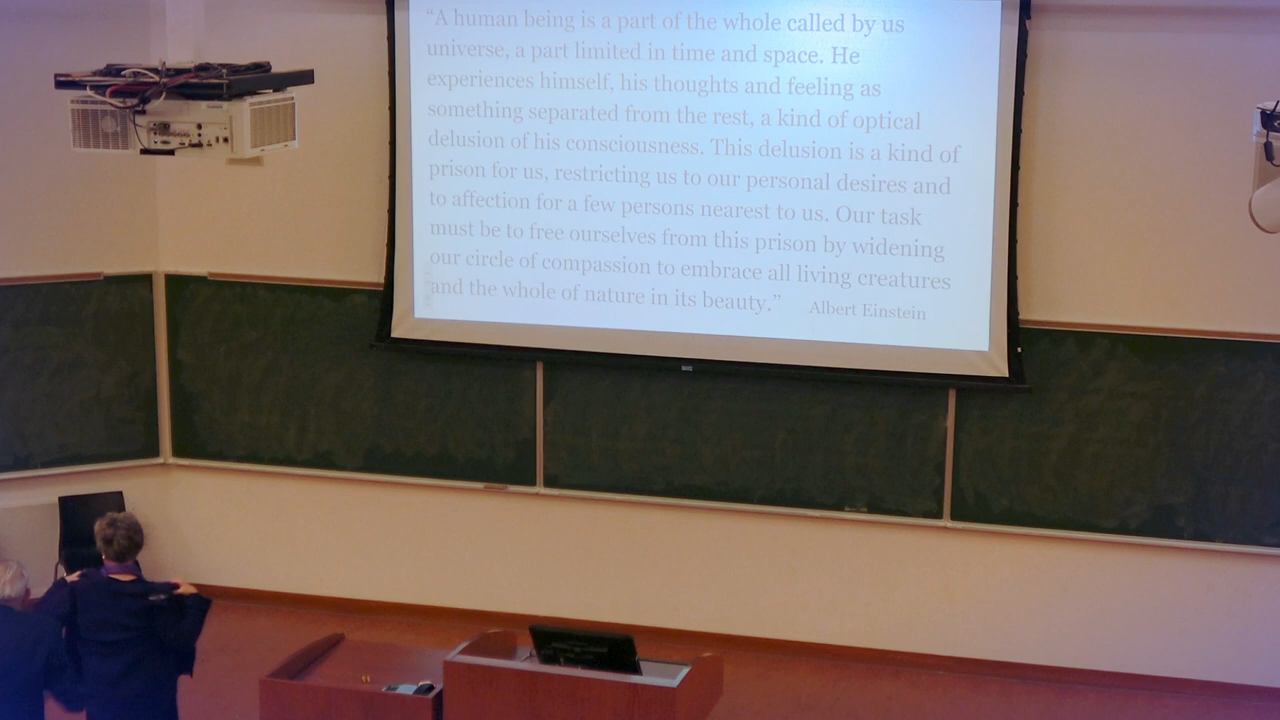 “A human being is a part of the whole called by us
universe, a part limited in time and space. He
experiences himself, his thoughts and feeling as
something separated from the rest, a kind of optical
delusion of his consciousness. This delusion is a kind of
prison for us, restricting us to our personal desires and
to affection for a few persons nearest to us. Our task
must be to free ourselves from this prison by widening
our circle of compassion to embrace all living creatures
and the whole of nature in its beauty.” Albert Einstein